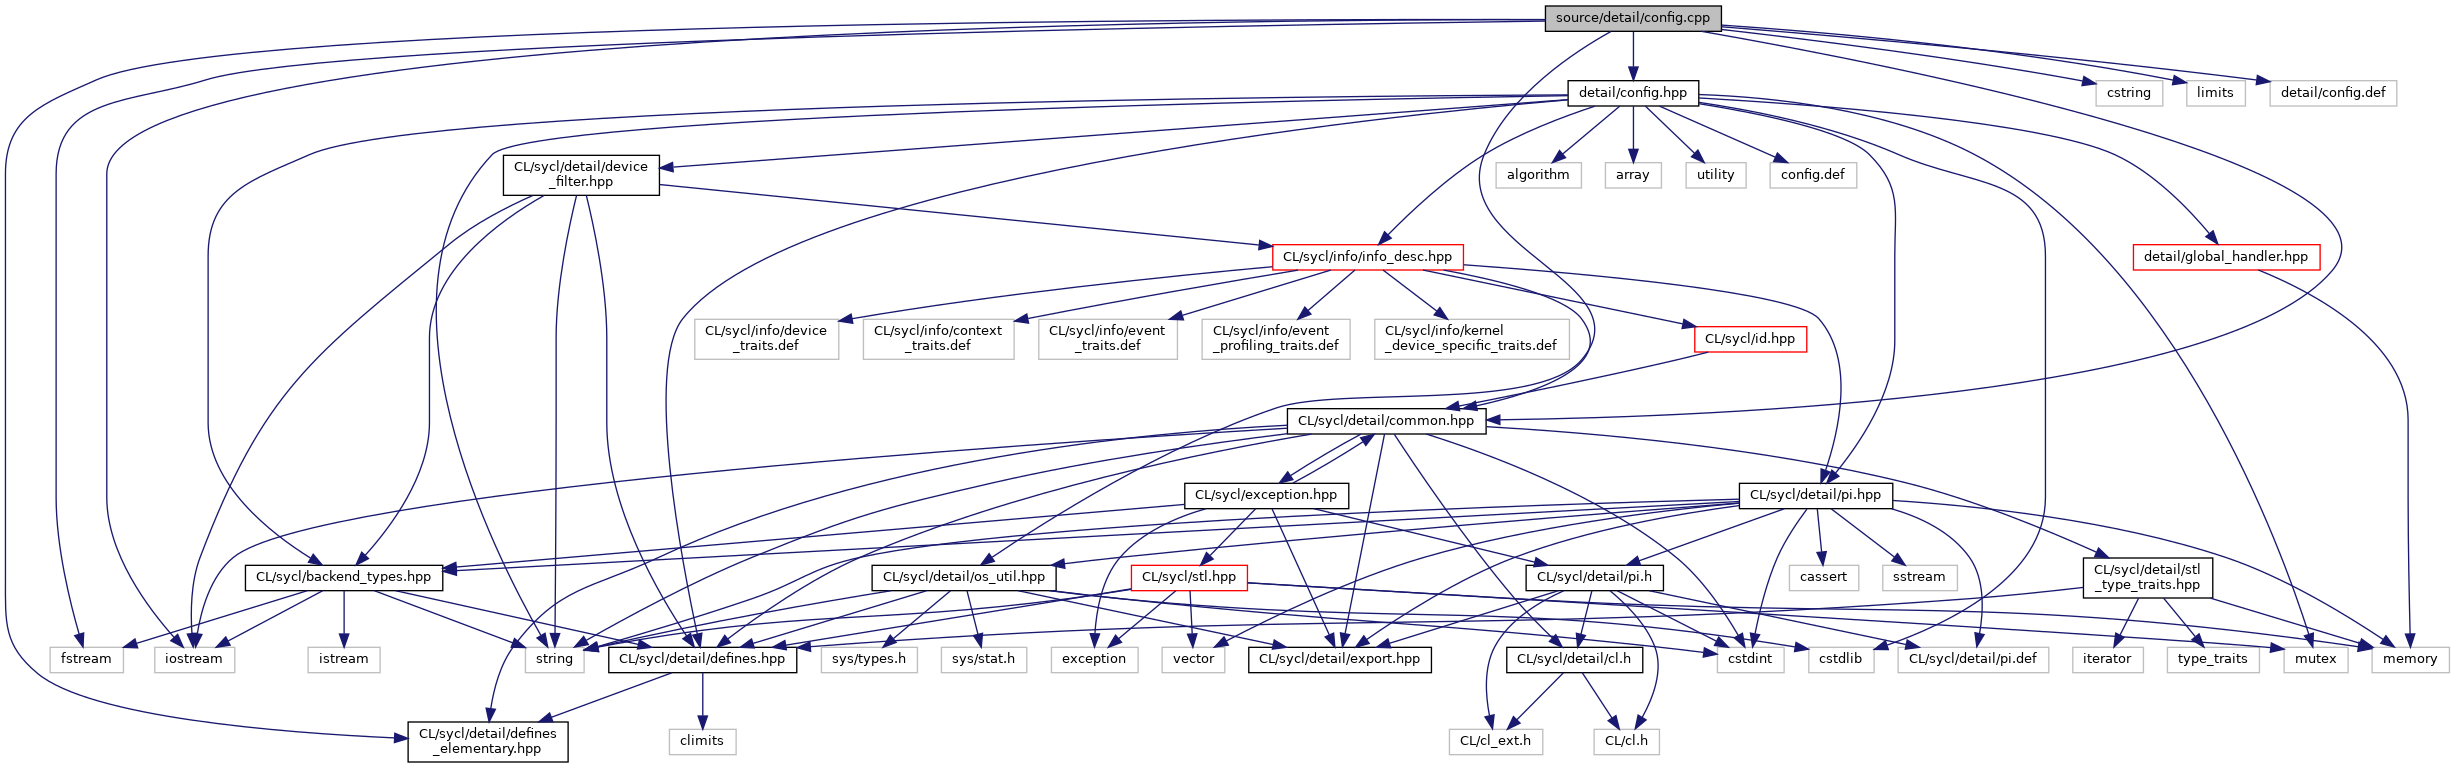 source/detail/config.cpp
detail/config.hpp
cstring
limits
detail/config.def
CL/sycl/detail/device
_filter.hpp
algorithm
array
utility
config.def
CL/sycl/info/info_desc.hpp
detail/global_handler.hpp
CL/sycl/info/device
_traits.def
CL/sycl/info/context
_traits.def
CL/sycl/info/event
_traits.def
CL/sycl/info/event
_profiling_traits.def
CL/sycl/info/kernel
_device_specific_traits.def
CL/sycl/id.hpp
CL/sycl/detail/common.hpp
CL/sycl/exception.hpp
CL/sycl/detail/pi.hpp
CL/sycl/backend_types.hpp
CL/sycl/detail/os_util.hpp
CL/sycl/stl.hpp
CL/sycl/detail/pi.h
cassert
sstream
CL/sycl/detail/stl
_type_traits.hpp
fstream
iostream
istream
string
CL/sycl/detail/defines.hpp
sys/types.h
sys/stat.h
exception
vector
CL/sycl/detail/export.hpp
CL/sycl/detail/cl.h
cstdint
cstdlib
CL/sycl/detail/pi.def
iterator
type_traits
mutex
memory
CL/sycl/detail/defines
_elementary.hpp
climits
CL/cl_ext.h
CL/cl.h